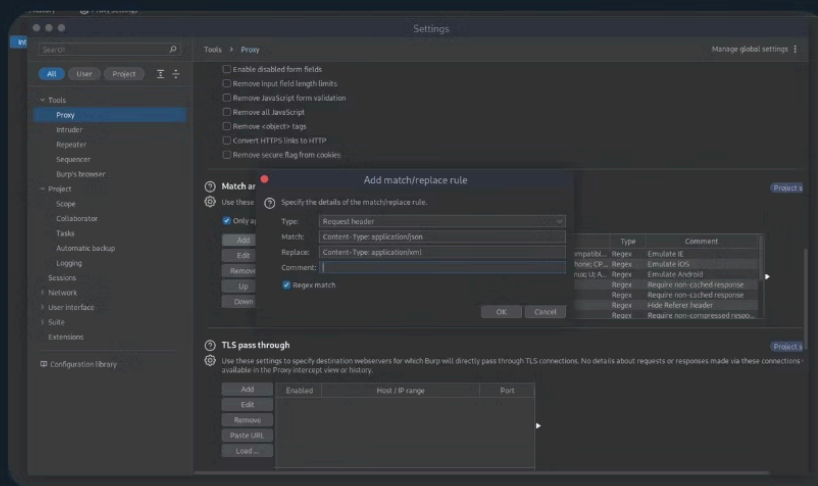 Settings
Search
Tools > Proxy
Manage global settings
All User Project
Tools
Proxy
Intruder
Repeater
Sequencer
Burp's browser
Project
Scope
Collaborator
Tasks
Automatic backup
Logging
Sessions
Network
User interface
Suite
Extensions
Configuration library
Enable disabled form fields
Remove input field length limits
Remove JavaScript form validation
Remove all JavaScript
Remove <object> tags
Convert HTTPS links to HTTP
Remove secure flag from cookies
Match an
Project s
Use these
Only a
Add
Edit
Remove
Up
Down
Add match/replace rule
Specify the details of the match/replace rule.
Type: Request header
Match: Content-Type: application/json
Replace: Content-Type: application/xml
Comment:
Regex match
OK Cancel
Type Comment
Regex Emulate IE
Regex Emulate iOS
Regex Emulate Android
Regex Require non-cached response
Regex Require non-cached response
Regex Hide Referer header
Regex Require non-compressed respo...
TLS pass through
Project s
Use these settings to specify destination webservers for which Burp will directly pass through TLS connections. No details about requests or responses made via these connections
available in the Proxy intercept view or history.
Add
Edit
Remove
Paste URL
Load ...
Enabled Host / IP range Port